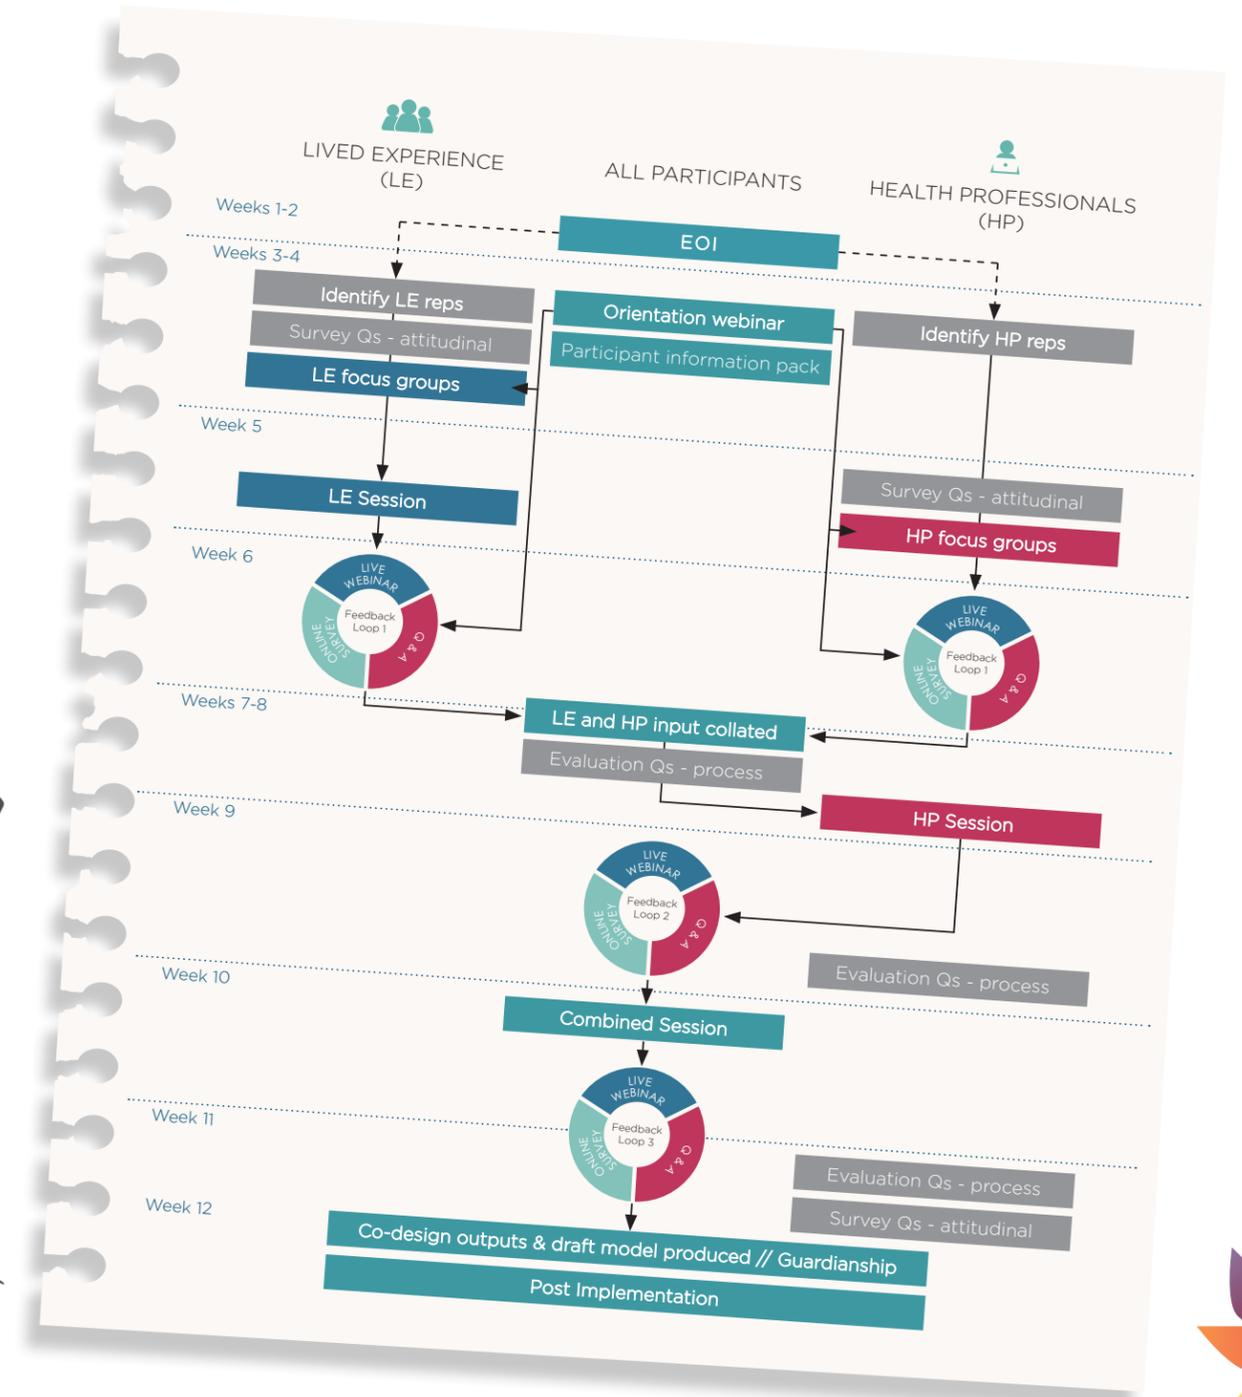 LIVED EXPERIENCE
(LE)
ALL PARTICIPANTS
HEALTH PROFESSIONALS
(HP)
Weeks 1-2
EOI
Weeks 3-4
Identify LE reps
Survey Qs - attitudinal
LE focus groups
Orientation webinar
Participant information pack
Identify HP reps
Week 5
LE Session
Survey Qs - attitudinal
HP focus groups
Week 6
LIVE
WEBINAR
Feedback
Loop 1
Q & A
ONLINE
SURVEY
LIVE
WEBINAR
Feedback
Loop 1
Q & A
ONLINE
SURVEY
Weeks 7-8
LE and HP input collated
Evaluation Qs - process
HP Session
Week 9
LIVE
WEBINAR
Feedback
Loop 2
Q & A
ONLINE
SURVEY
Evaluation Qs - process
Week 10
Combined Session
LIVE
WEBINAR
Feedback
Loop 3
Q & A
ONLINE
SURVEY
Week 11
Evaluation Qs - process
Survey Qs - attitudinal
Week 12
Co-design outputs & draft model produced // Guardianship
Post Implementation